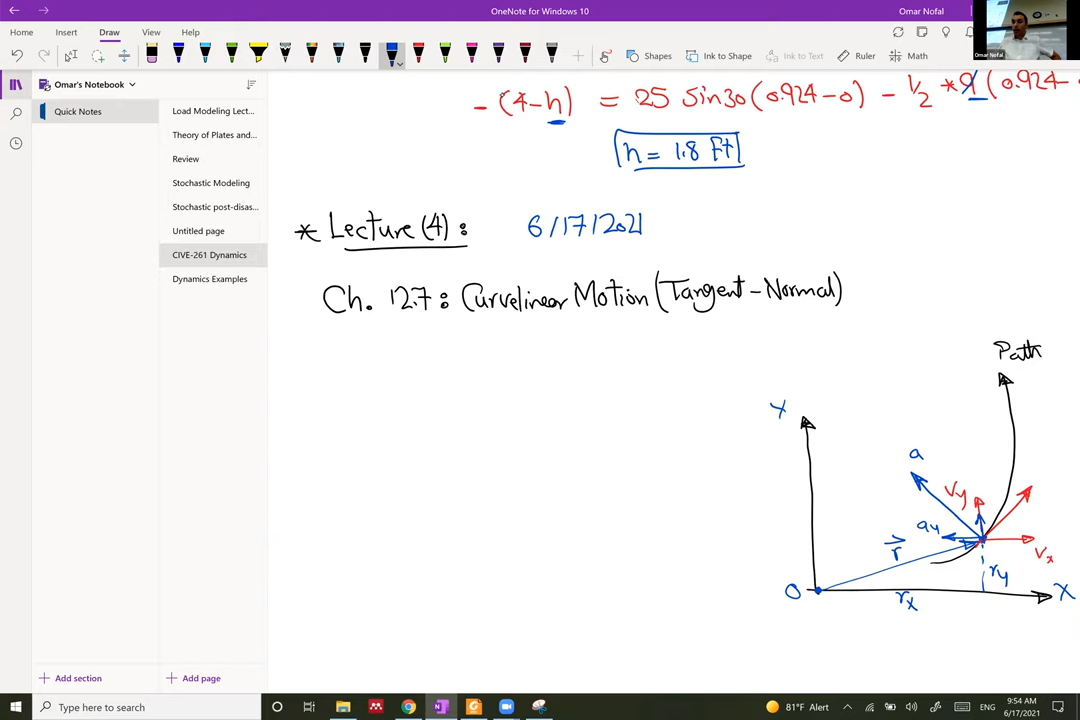 OneNote for Windows 10
Omar Nofal
Home Insert Draw View Help
Shapes Ink to Shape Ink to Text Ruler Math
Omar Nofal
Omar's Notebook
Quick Notes
Load Modeling Lect...
Theory of Plates and...
Review
Stochastic Modeling
Stochastic post-disas...
Untitled page
CIVE-261 Dynamics
Dynamics Examples
- (4-h) = 25 sin30 (0.924-0) - 1/2 * 9 (0.924-
h = 1.8 Ft
* Lecture (4): 6/17/2021
Ch. 12.7: Curvelinear Motion (Tangent-Normal)
Path
Y
a
Vy
ay
r
Vx
ry
O
rx
X
+ Add section
+ Add page
Type here to search
81°F Alert
ENG
9:54 AM
6/17/2021